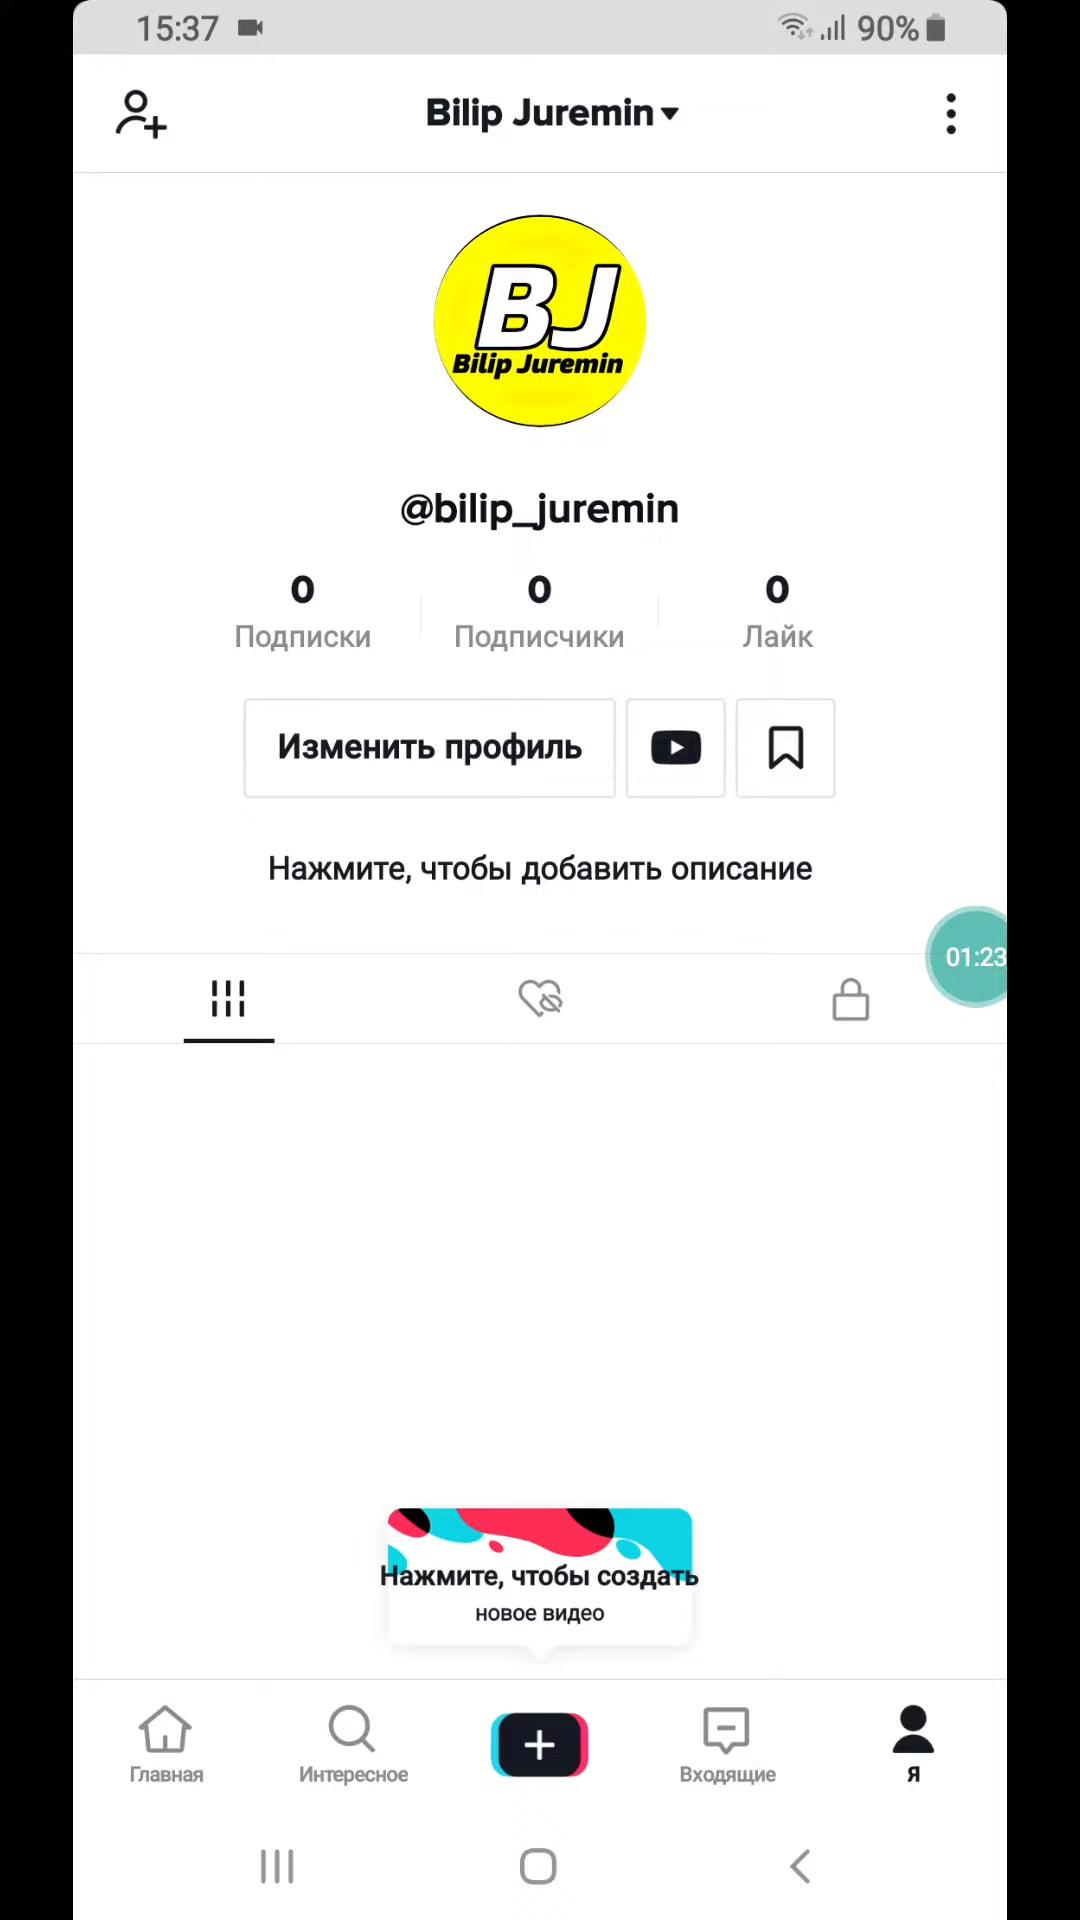 15:37
90%
Bilip Juremin
BJ
Bilip Juremin
@bilip_juremin
0
0
0
Подписки
Подписчики
Лайк
Изменить профиль
Нажмите, чтобы добавить описание
01:23
Нажмите, чтобы создать
новое видео
Главная
Интересное
Входящие
Я